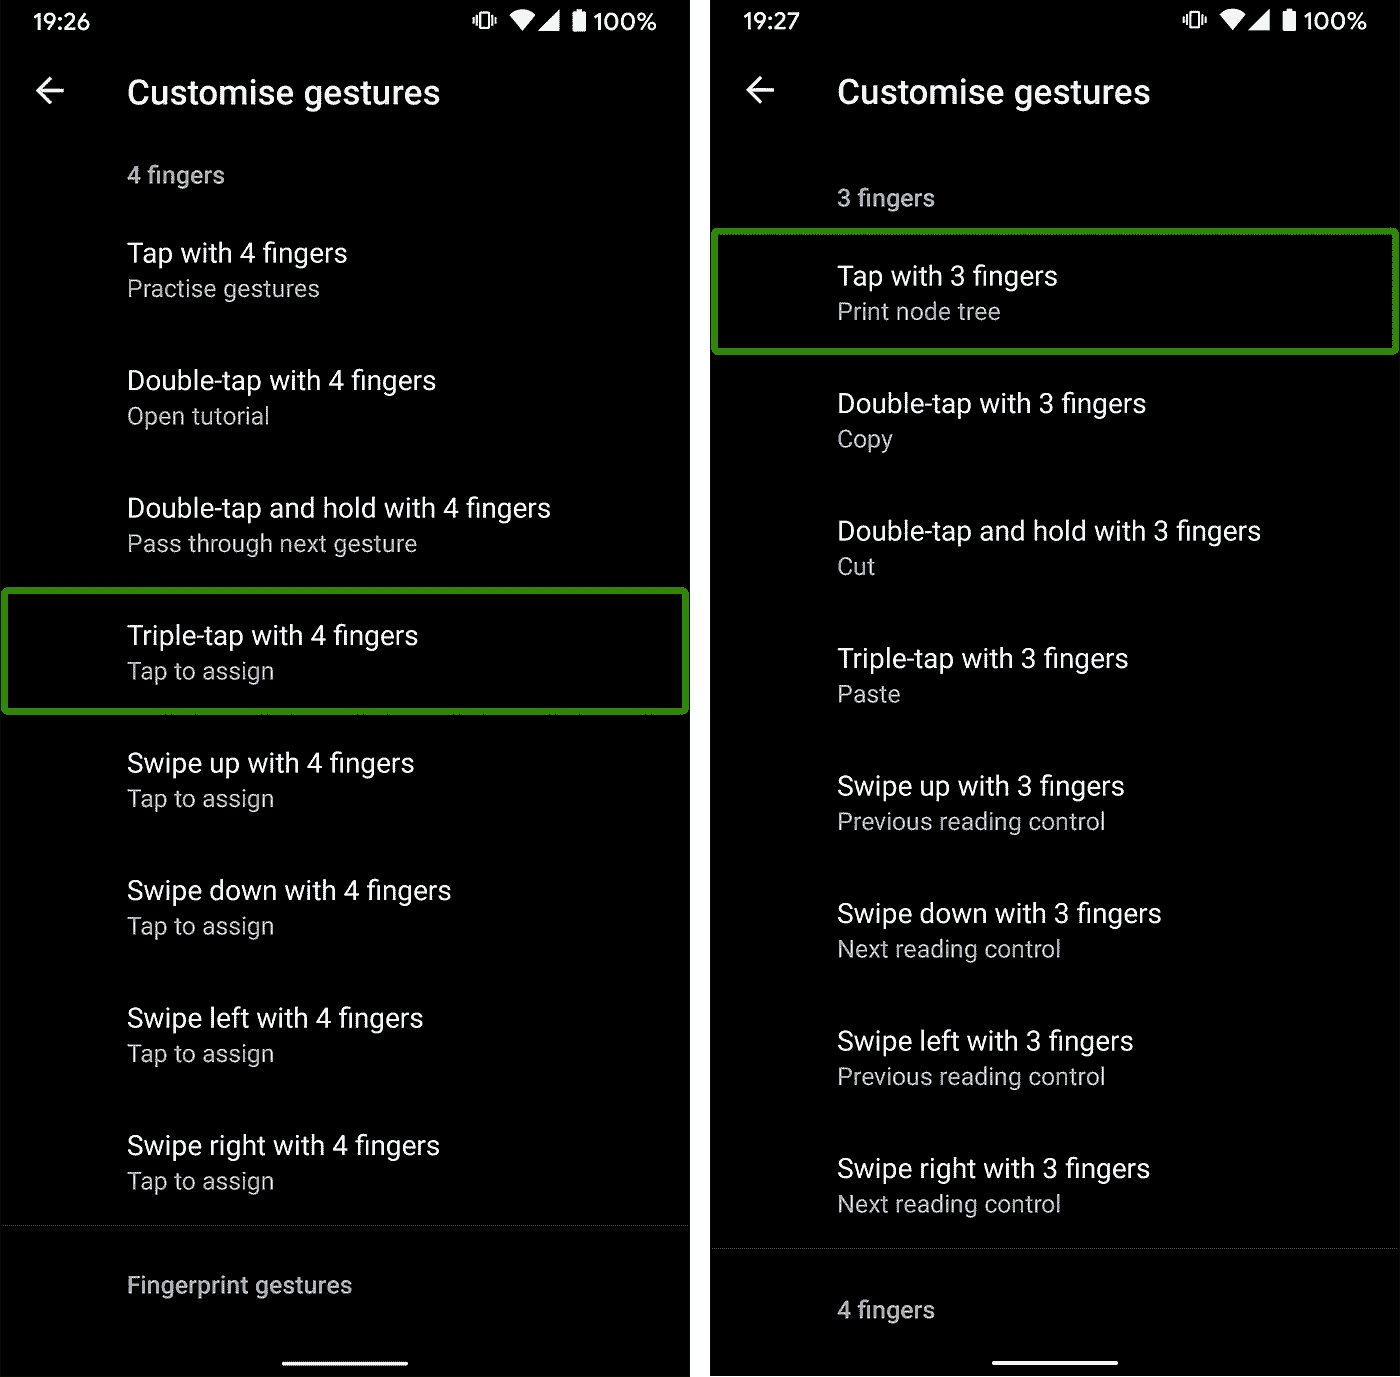 19:26
100%
Customise gestures
4 fingers
Tap with 4 fingers
Practise gestures
Double-tap with 4 fingers
Open tutorial
Double-tap and hold with 4 fingers
Pass through next gesture
Triple-tap with 4 fingers
Tap to assign
Swipe up with 4 fingers
Tap to assign
Swipe down with 4 fingers
Tap to assign
Swipe left with 4 fingers
Tap to assign
Swipe right with 4 fingers
Tap to assign
Fingerprint gestures
19:27
100%
Customise gestures
3 fingers
Tap with 3 fingers
Print node tree
Double-tap with 3 fingers
Copy
Double-tap and hold with 3 fingers
Cut
Triple-tap with 3 fingers
Paste
Swipe up with 3 fingers
Previous reading control
Swipe down with 3 fingers
Next reading control
Swipe left with 3 fingers
Previous reading control
Swipe right with 3 fingers
Next reading control
4 fingers